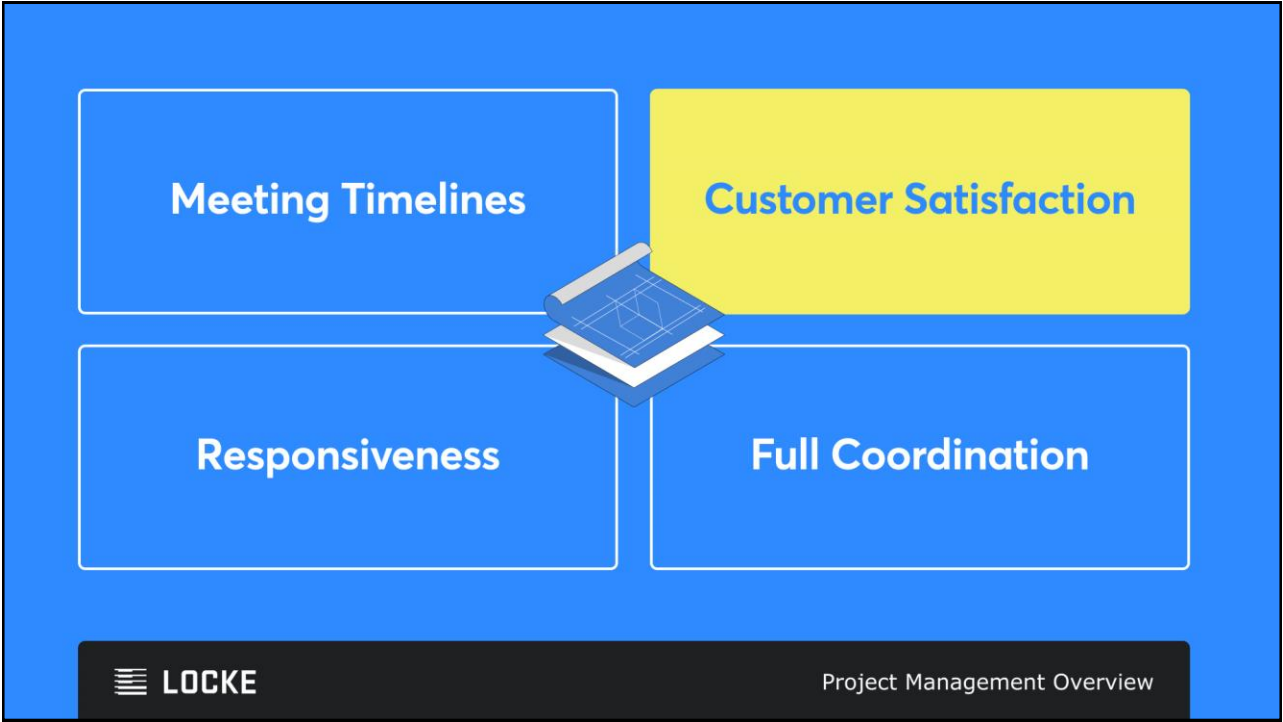 Meeting Timelines
Customer Satisfaction
Responsiveness
Full Coordination
LOCKE
Project Management Overview